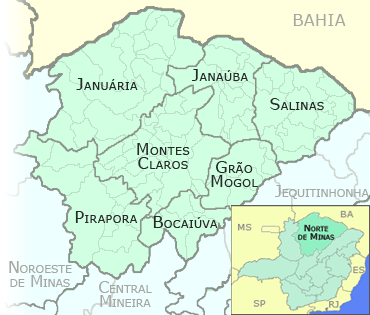 BAHIA
JANUÁRIA
JANAÚBA
SALINAS
MONTES
CLAROS
GRÃO
MOGOL
JEQUITINHONHA
PIRAPORA
BOCAIÚVA
NOROESTE
DE MINAS
CENTRAL
MINEIRA
MS
BA
NORTE
DE MINAS
ES
SP
RJ